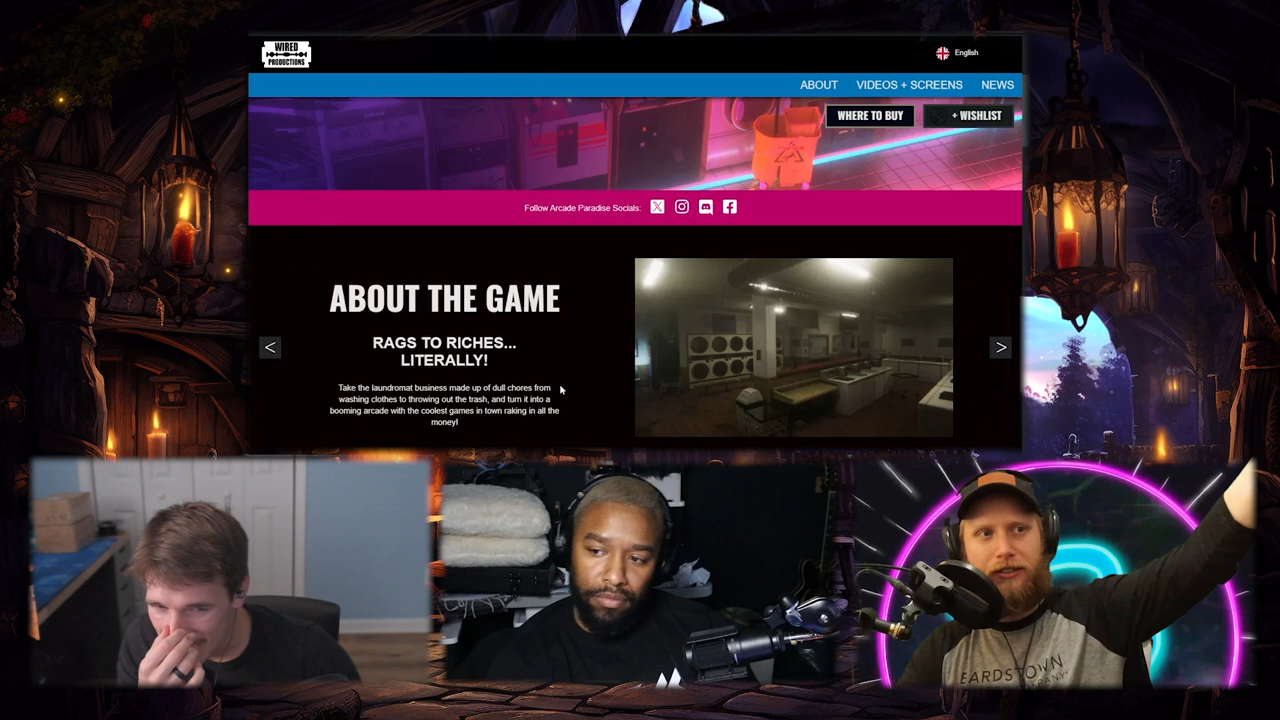 WIRED
PRODUCTIONS
English
ABOUT VIDEOS + SCREENS NEWS
WHERE TO BUY + WISHLIST
Follow Arcade Paradise Socials:
ABOUT THE GAME
< >
RAGS TO RICHES...
LITERALLY!
Take the laundromat business made up of dull chores from
washing clothes to throwing out the trash, and turn it into a
booming arcade with the coolest games in town raking in all the
money!